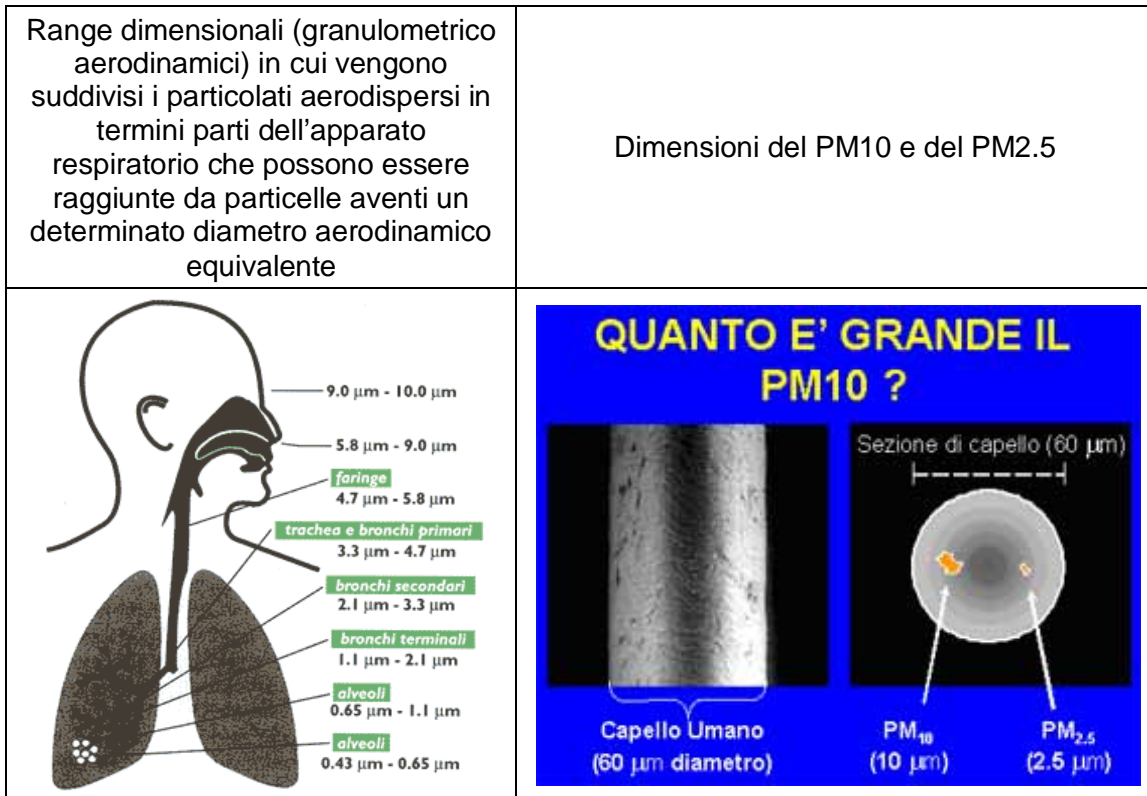 Range dimensionali (granulometrico
aerodinamici) in cui vengono
suddivisi i particolati aerodispersi in
termini parti dell'apparato
respiratorio che possono essere
raggiunte da particelle aventi un
determinato diametro aerodinamico
equivalente
Dimensioni del PM10 e del PM2.5
9.0 µm - 10.0 µm
5.8 µm - 9.0 µm
faringe
4.7 µm - 5.8 µm
trachea e bronchi primari
3.3 µm - 4.7 µm
bronchi secondari
2.1 µm - 3.3 µm
bronchi terminali
1.1 µm - 2.1 µm
alveoli
0.65 µm - 1.1 µm
alveoli
0.43 µm - 0.65 µm
QUANTO E' GRANDE IL
PM10 ?
Sezione di capello (60 µm)
Capello Umano
(60 µm diametro)
PM10
(10 µm)
PM2.5
(2.5 µm)